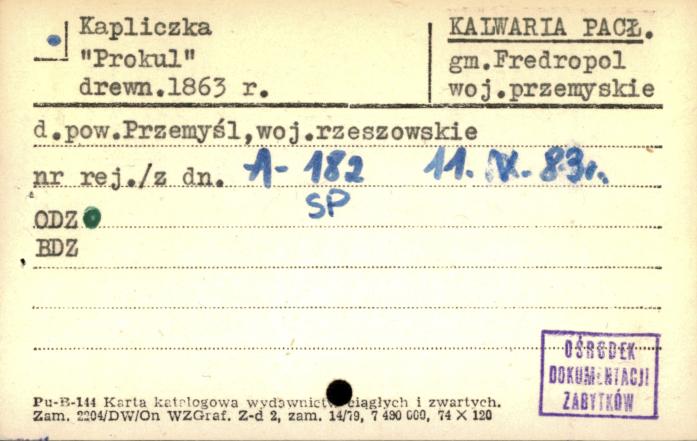 Kapliczka
"Prokul"
drewn.1863 r.
KALWARIA PACŁ.
gm.Fredropol
woj.przemyskie
d.pow.Przemyśl,woj.rzeszowskie
nr rej./z dn. A-182 11. IX. 83r.
SP
ODZ
BDZ
OŚRODEK
DOKUMENTACJI
ZABYTKÓW
Pu-B-144 Karta katalogowa wydawnictw ciągłych i zwartych.
Zam. 2204/DW/On WZGraf. Z-d 2, zam. 14/79, 7 490 000, 74 X 120